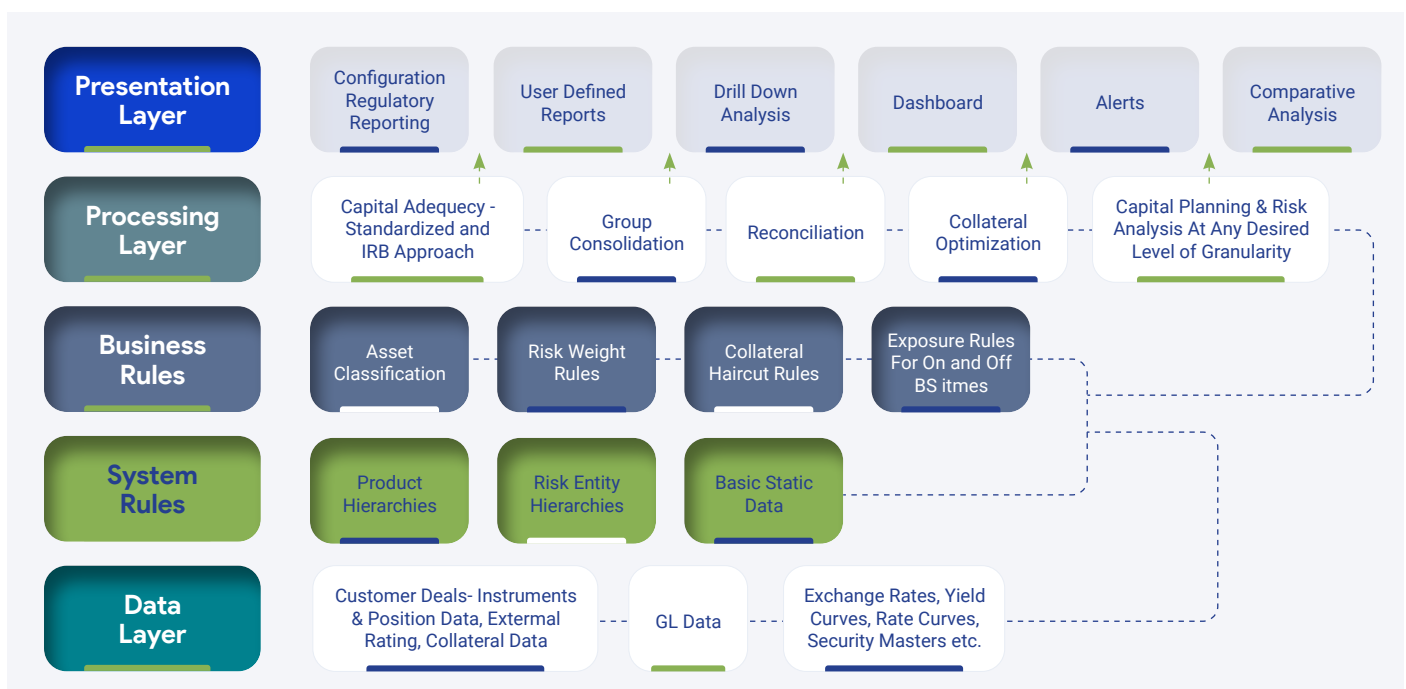 Presentation
Layer
Configuration
Regulatory
Reporting
User Defined
Reports
Drill Down
Analysis
Dashboard
Alerts
Comparative
Analysis
Processing
Layer
Capital Adequecy -
Standardized and
IRB Approach
Group
Consolidation
Reconciliation
Collateral
Optimization
Capital Planning & Risk
Analysis At Any Desired
Level of Granularity
Business
Rules
Asset
Classification
Risk Weight
Rules
Collateral
Haircut Rules
Exposure Rules
For On and Off
BS itmes
System
Rules
Product
Hierarchies
Risk Entity
Hierarchies
Basic Static
Data
Data
Layer
Customer Deals- Instruments
& Position Data, Extermal
Rating, Collateral Data
GL Data
Exchange Rates, Yield
Curves, Rate Curves,
Security Masters etc.